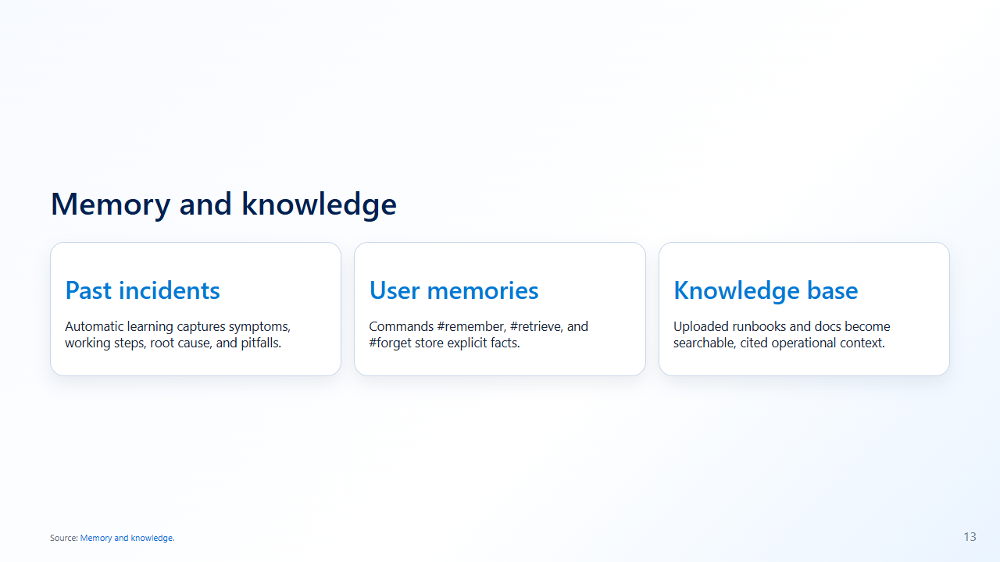 Memory and knowledge
Past incidents
Automatic learning captures symptoms,
working steps, root cause, and pitfalls.
User memories
Commands #remember, #retrieve, and
#forget store explicit facts.
Knowledge base
Uploaded runbooks and docs become
searchable, cited operational context.
Source: Memory and knowledge.
13